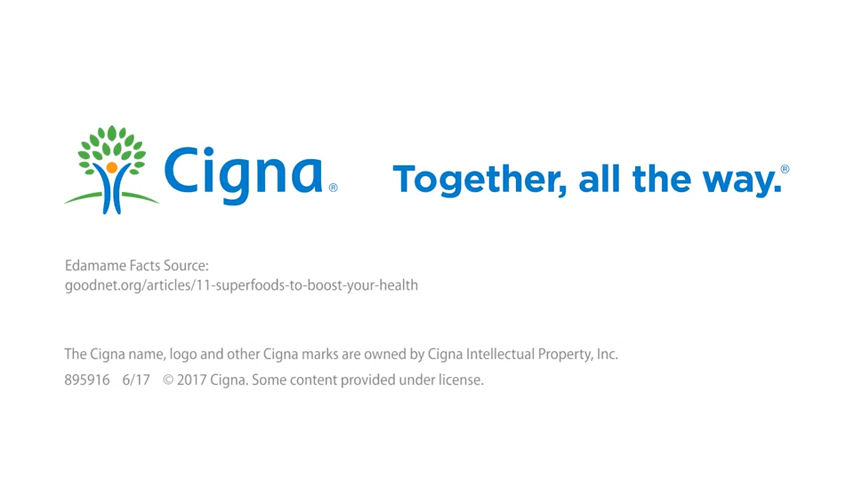 Cigna®
Together, all the way.®
Edamame Facts Source:
goodnet.org/articles/11-superfoods-to-boost-your-health
The Cigna name, logo and other Cigna marks are owned by Cigna Intellectual Property, Inc.
895916 6/17 © 2017 Cigna. Some content provided under license.